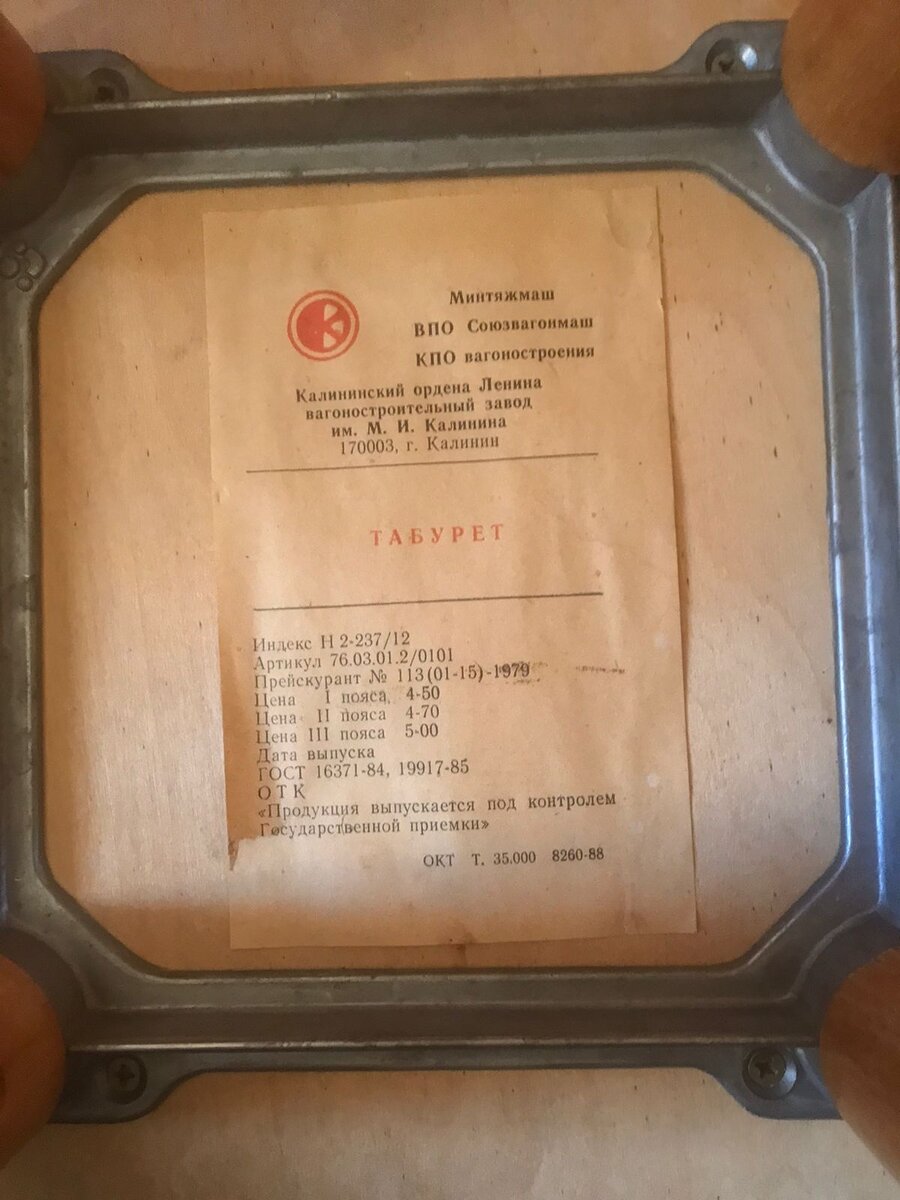 Минтяжмаш
ВПО Союзвагонмаш
КПО вагоностроения
Калининский ордена Ленина
вагоностроительный завод
им. М. И. Калинина
170003, г. Калинин
ТАБУРЕТ
Индекс Н 2-237/12
Артикул 76.03.01.2/0101
Прейскурант № 113(01-15)-1979
Цена I пояса 4-50
Цена II пояса 4-70
Цена III пояса 5-00
Дата выпуска
ГОСТ 16371-84, 19917-85
ОТК
«Продукция выпускается под контролем
Государственной приемки»
ОКТ Т. 35.000 8260-88